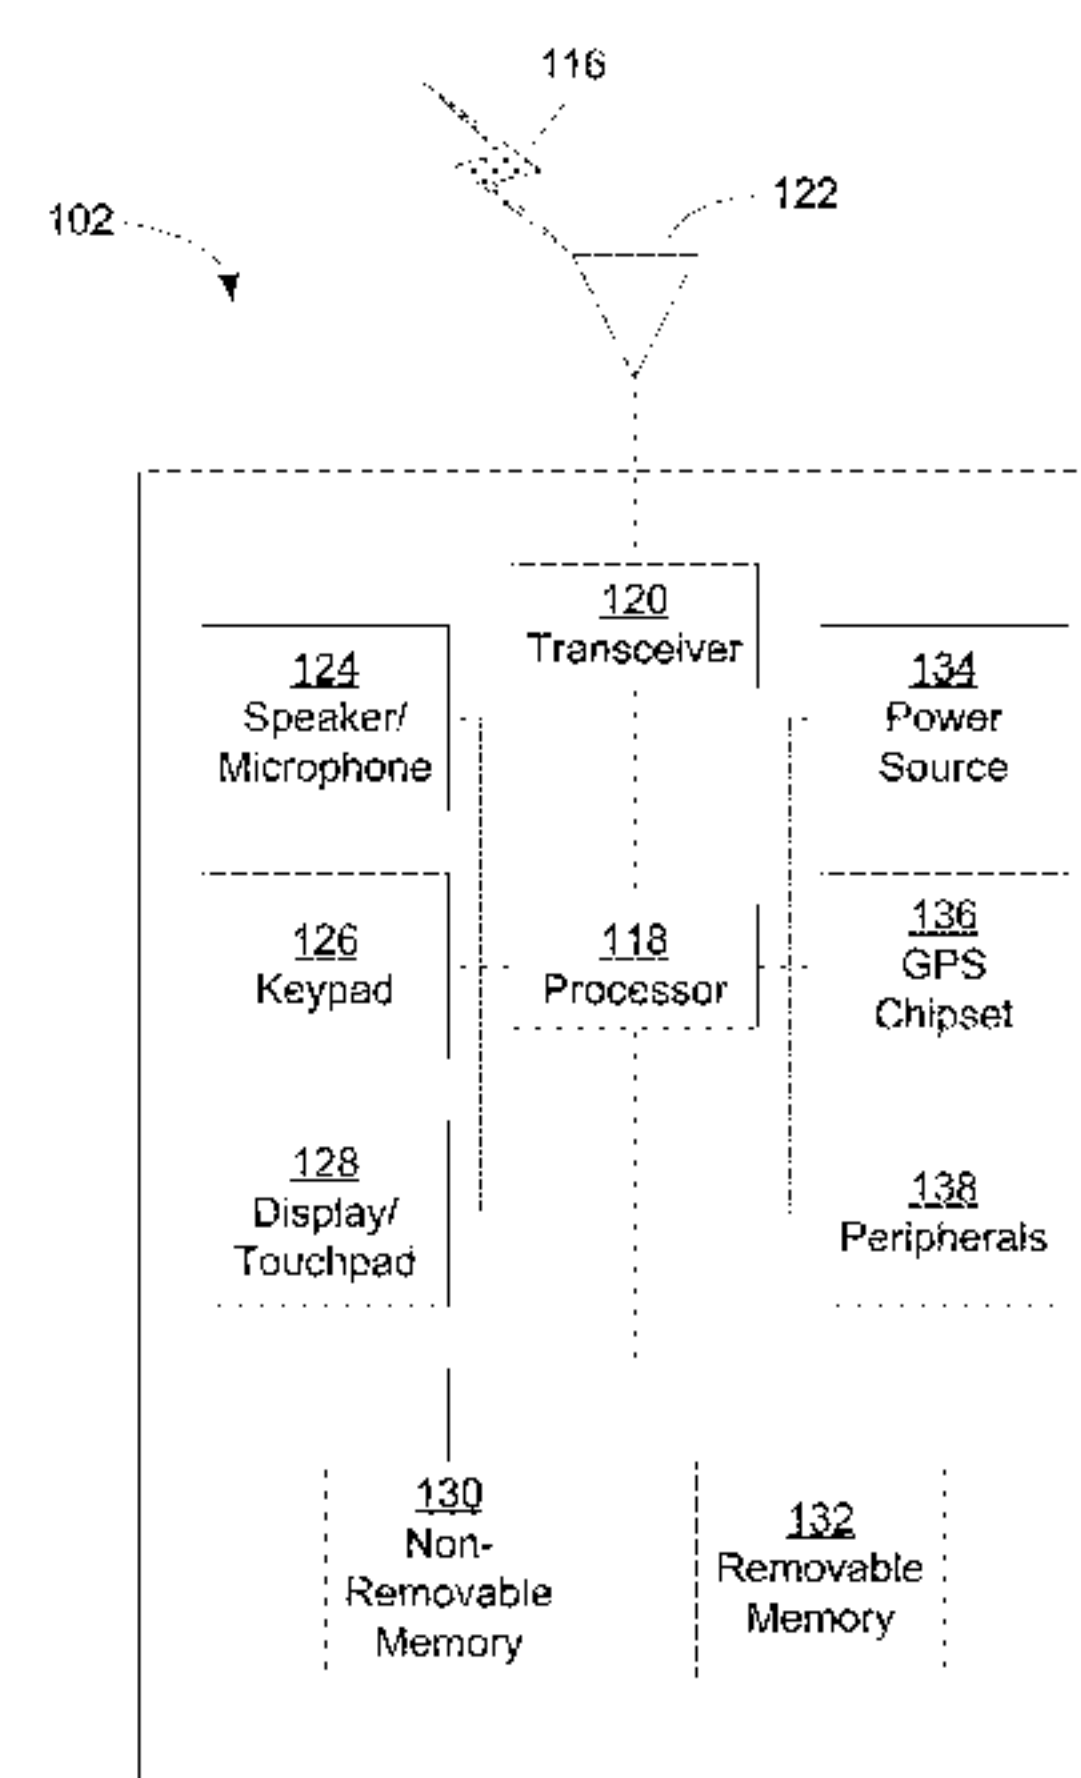 116
122
102
120
Transceiver
124
Speaker/
Microphone
134
Power
Source
126
Keypad
118
Processor
136
GPS
Chipset
128
Display/
Touchpad
138
Peripherals
130
Non-
Removable
Memory
132
Removable
Memory